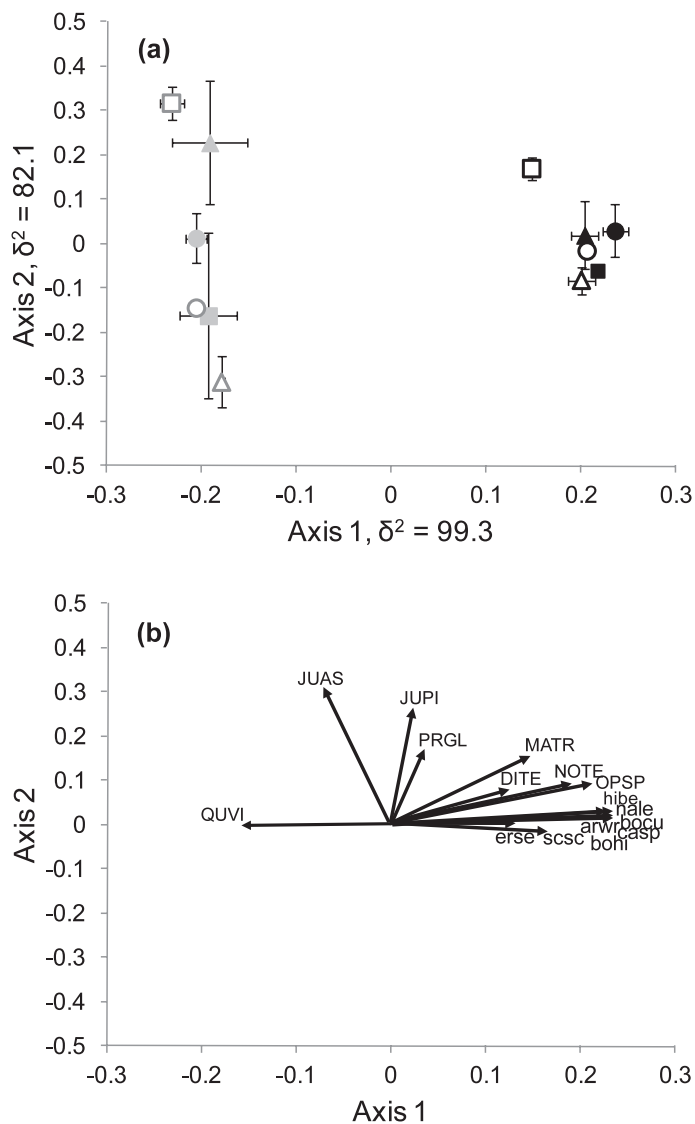 (a)
0.5
0.4
0.3
0.2
0.1
0
-0.1
-0.2
-0.3
-0.4
-0.5
Axis 2, δ² = 82.1
-0.3 -0.2 -0.1 0 0.1 0.2 0.3
Axis 1, δ² = 99.3
(b)
0.5
0.4
0.3
0.2
0.1
0
-0.1
-0.2
-0.3
-0.4
-0.5
Axis 2
JUAS
JUPI
PRGL
MATR
DITE NOTE OPSP
hibe
nale
QUVI
arwr bocu
erse scsc casp
bohi
-0.3 -0.2 -0.1 0 0.1 0.2 0.3
Axis 1